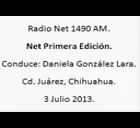 Radio Net 1490 AM.
Net Primera Edición.
Conduce: Daniela González Lara.
Cd. Juárez, Chihuahua.
3 Julio 2013.